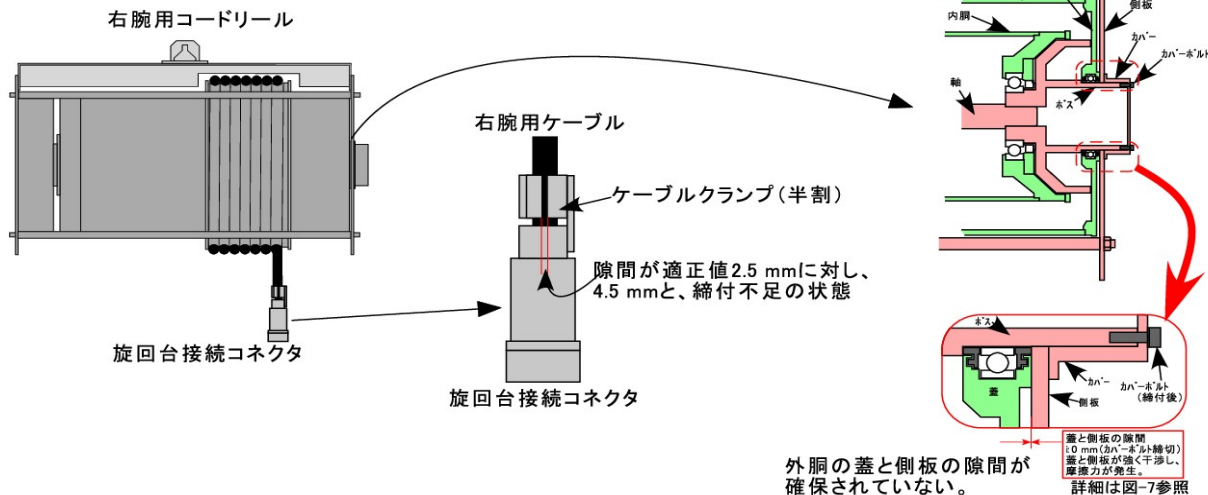 右腕用コードリール
旋回台接続コネクタ
右腕用ケーブル
ケーブルクランプ(半割)
隙間が適正値2.5 mmに対し、
4.5 mmと、締付不足の状態
旋回台接続コネクタ
側板
内胴
カバー
カバーボルト
軸
ボス
ボス
カバー
カバーボルト
(締付後)
蓋
側板
蓋と側板の隙間
0 mm(カバーボルト締切)
蓋と側板が強く干渉し、
摩擦力が発生。
外胴の蓋と側板の隙間が
確保されていない。
詳細は図-7参照